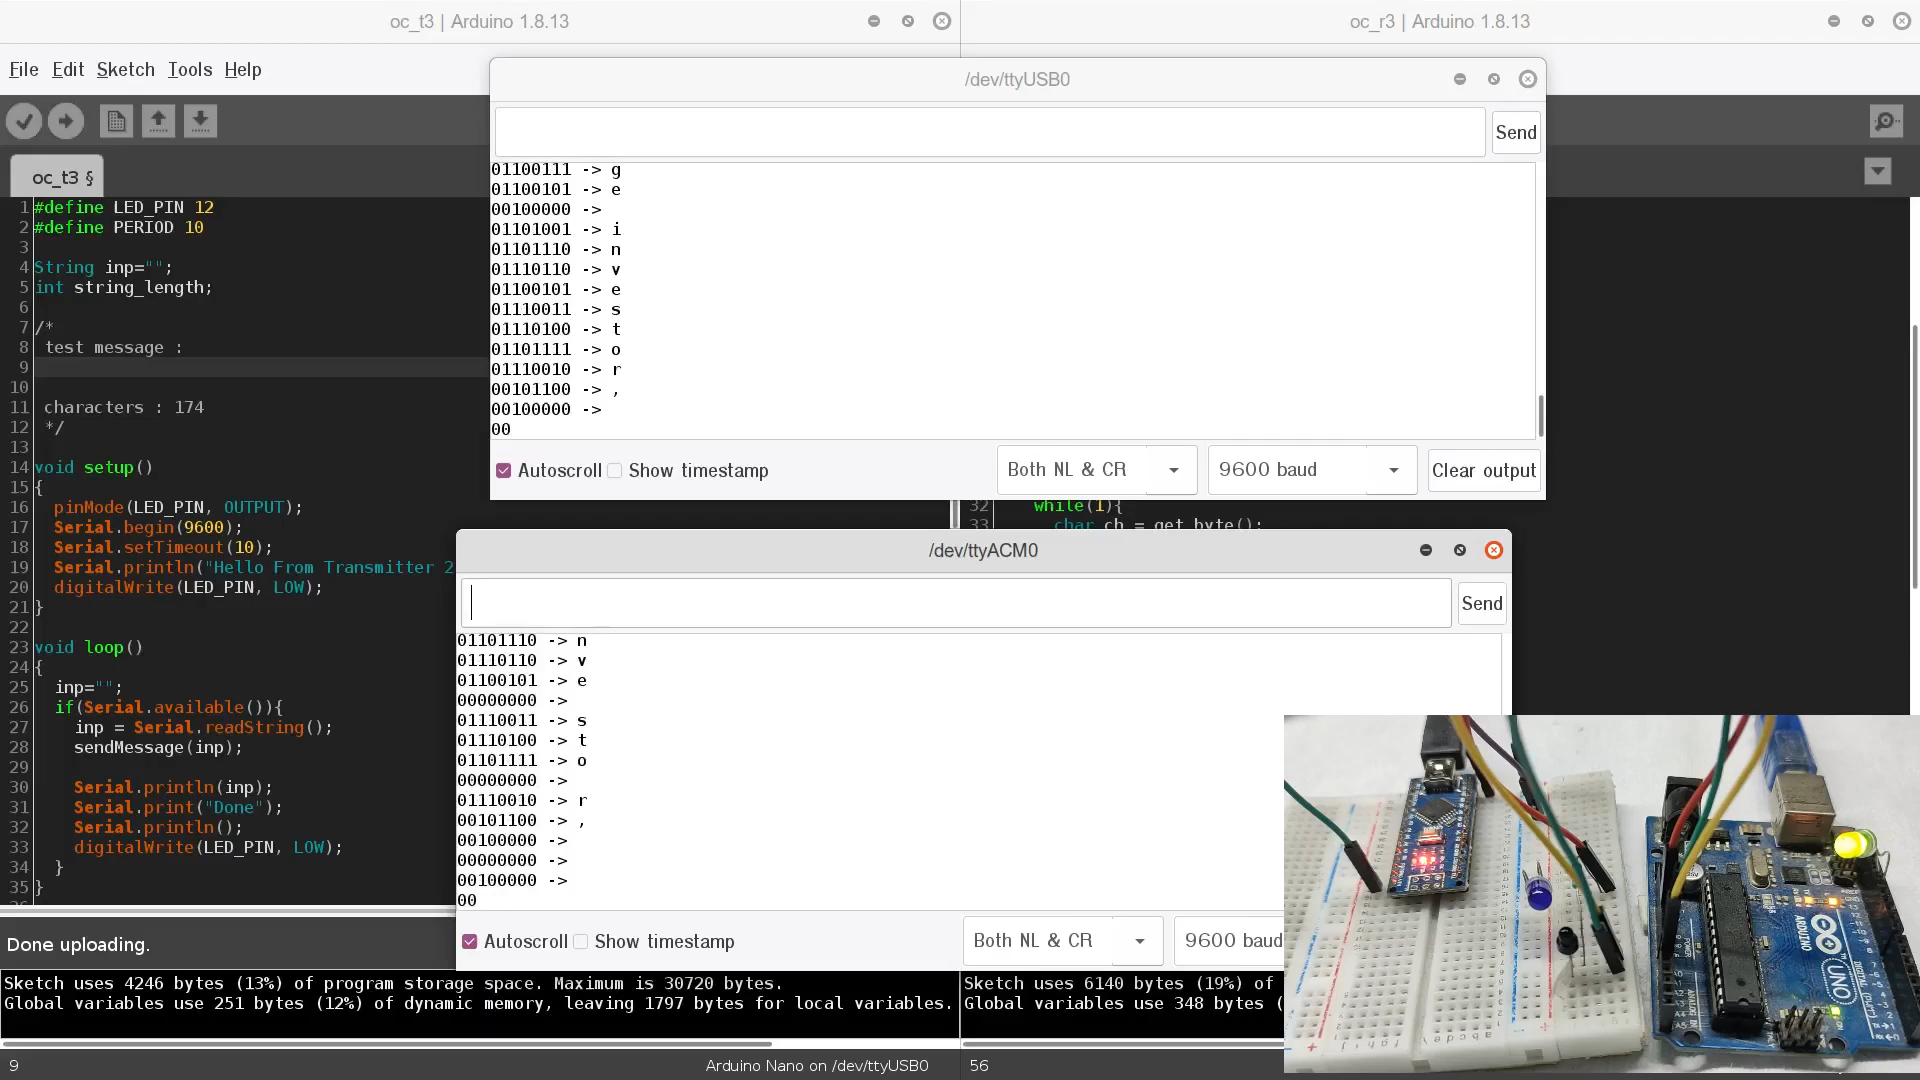 oc_t3 | Arduino 1.8.13
oc_r3 | Arduino 1.8.13
File Edit Sketch Tools Help
oc_t3 §
1 #define LED_PIN 12
2 #define PERIOD 10
3
4 String inp="";
5 int string_length;
6
7 /*
8 test message :
9
10
11 characters : 174
12 */
13
14 void setup()
15 {
16 pinMode(LED_PIN, OUTPUT);
17 Serial.begin(9600);
18 Serial.setTimeout(10);
19 Serial.println("Hello From Transmitter 2
20 digitalWrite(LED_PIN, LOW);
21 }
22
23 void loop()
24 {
25 inp="";
26 if(Serial.available()){
27 inp = Serial.readString();
28 sendMessage(inp);
29
30 Serial.println(inp);
31 Serial.print("Done");
32 Serial.println();
33 digitalWrite(LED_PIN, LOW);
34 }
35 }
/dev/ttyUSB0
Send
01100111 -> g
01100101 -> e
00100000 ->
01101001 -> i
01101110 -> n
01110110 -> v
01100101 -> e
01110011 -> s
01110100 -> t
01101111 -> o
01110010 -> r
00101100 -> ,
00100000 ->
00
Autoscroll Show timestamp Both NL & CR 9600 baud Clear output
32 while(1){
33 char ch = get_byte();
/dev/ttyACM0
Send
01101110 -> n
01110110 -> v
01100101 -> e
00000000 ->
01110011 -> s
01110100 -> t
01101111 -> o
00000000 ->
01110010 -> r
00101100 -> ,
00100000 ->
00000000 ->
00100000 ->
00
Autoscroll Show timestamp Both NL & CR 9600 baud
Done uploading.
Sketch uses 4246 bytes (13%) of program storage space. Maximum is 30720 bytes.
Global variables use 251 bytes (12%) of dynamic memory, leaving 1797 bytes for local variables.
Sketch uses 6140 bytes (19%) of
Global variables use 348 bytes (
9 Arduino Nano on /dev/ttyUSB0
56
ARDUINO
UNO